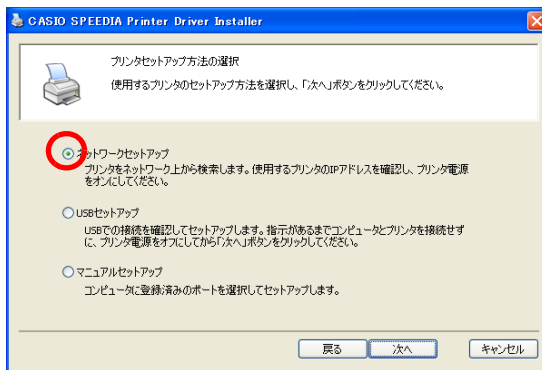 CASIO SPEEDIA Printer Driver Installer
プリンタセットアップ方法の選択
使用するプリンタのセットアップ方法を選択し、「次へ」ボタンをクリックしてください。
ネットワークセットアップ
プリンタをネットワーク上から検索します。使用するプリンタのIPアドレスを確認し、プリンタ電源
をオンにしてください。
USBセットアップ
USBでの接続を確認してセットアップします。指示があるまでコンピュータとプリンタを接続せず
に、プリンタ電源をオフにしてから「次へ」ボタンをクリックしてください。
マニュアルセットアップ
コンピュータに登録済みのポートを選択してセットアップします。
戻る 次へ キャンセル